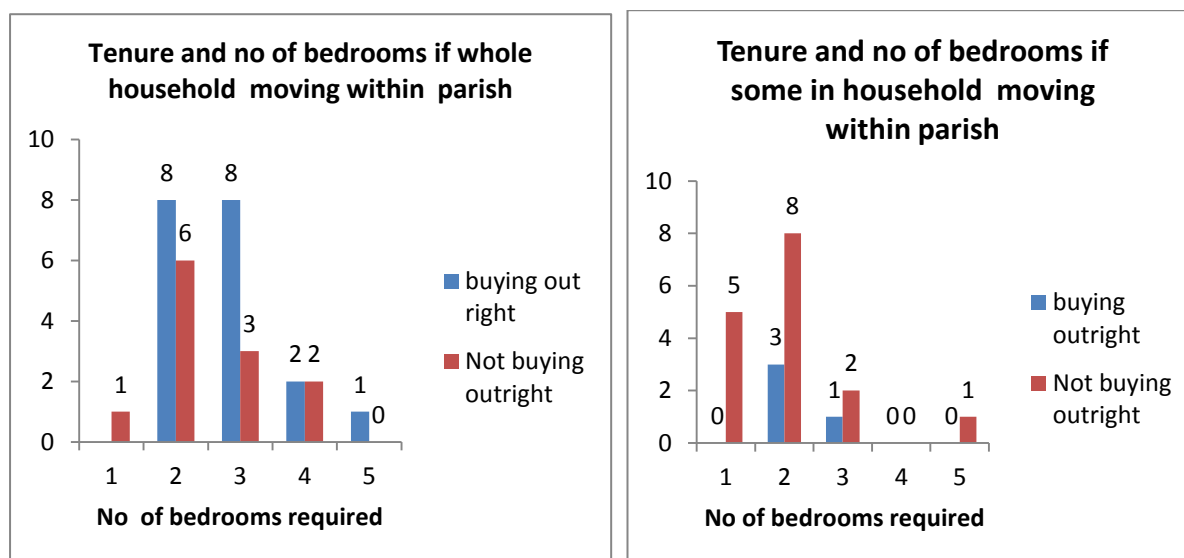 Tenure and no of bedrooms if whole
household moving within parish
10
8
6
4
2
0
8
8
6
3
2 2
1
1
0
1 2 3 4 5
No of bedrooms required
buying out
right
Not buying
outright
Tenure and no of bedrooms if
some in household moving
within parish
10
8
6
4
2
0
8
5
3
2
1
1
0
0 0
0
1 2 3 4 5
No of bedrooms required
buying
outright
Not buying
outright